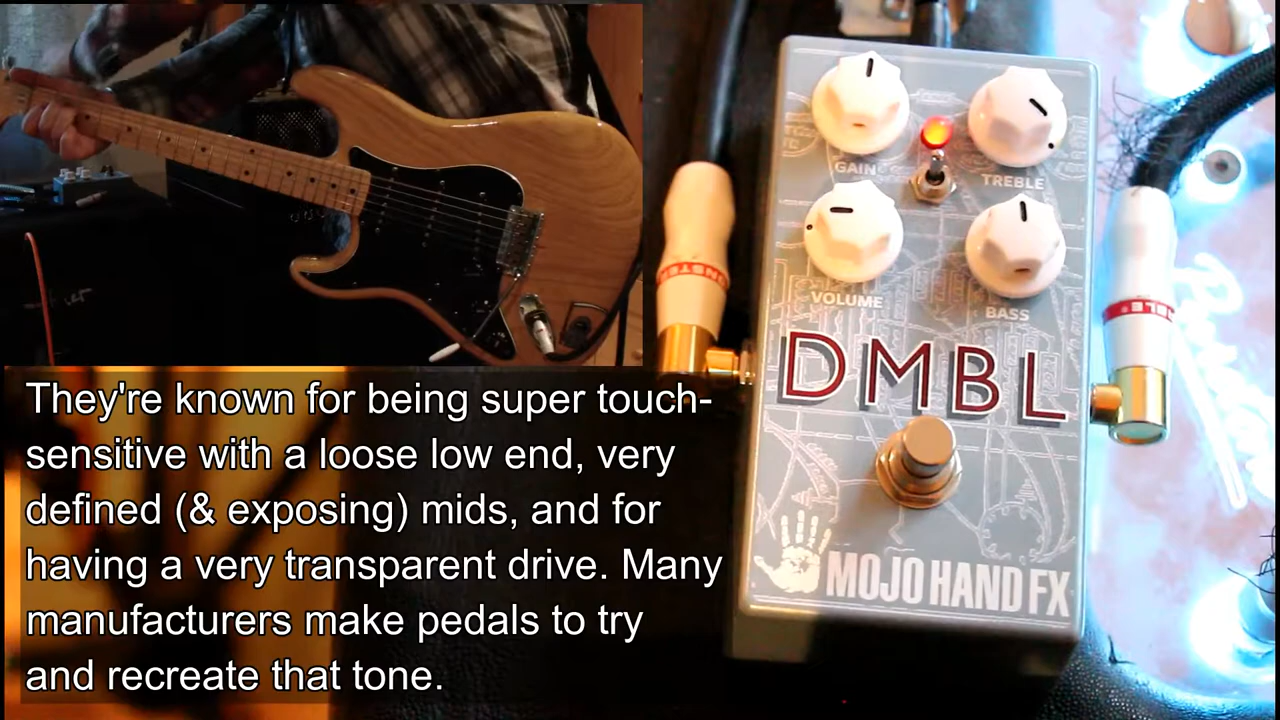 They're known for being super touch-
sensitive with a loose low end, very
defined (& exposing) mids, and for
having a very transparent drive. Many
manufacturers make pedals to try
and recreate that tone.
GAIN
TREBLE
VOLUME
BASS
DMBL
MOJO HAND FX